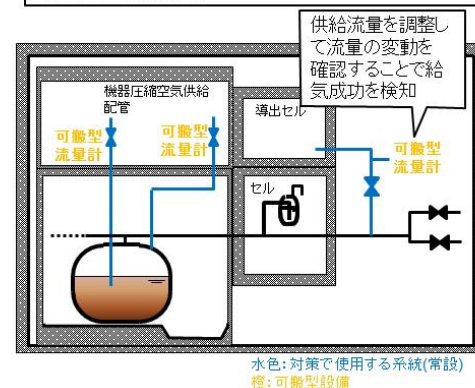 供給流量を調整し
て流量の変動を
確認することで給
気成功を検知
機器圧縮空気供給
配管
可搬型
流量計
可搬型
流量計
導出セル
可搬型
流量計
セル
水色:対策で使用する系統(常設)
橙:可搬型設備